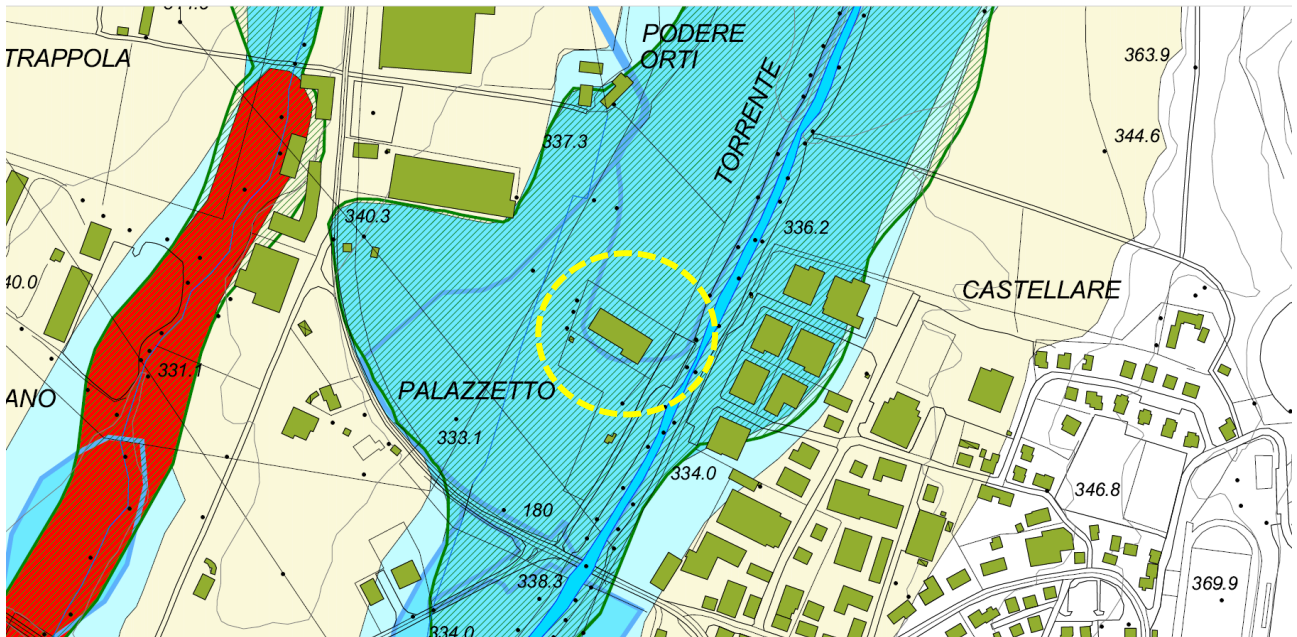 TRAPPOLA
PODERE
ORTI
363.9
TORRENTE
344.6
337.3
340.3
336.2
40.0
CASTELLARE
331.1
ANO
PALAZZETTO
333.1
334.0
346.8
180
338.3
369.9
334.0